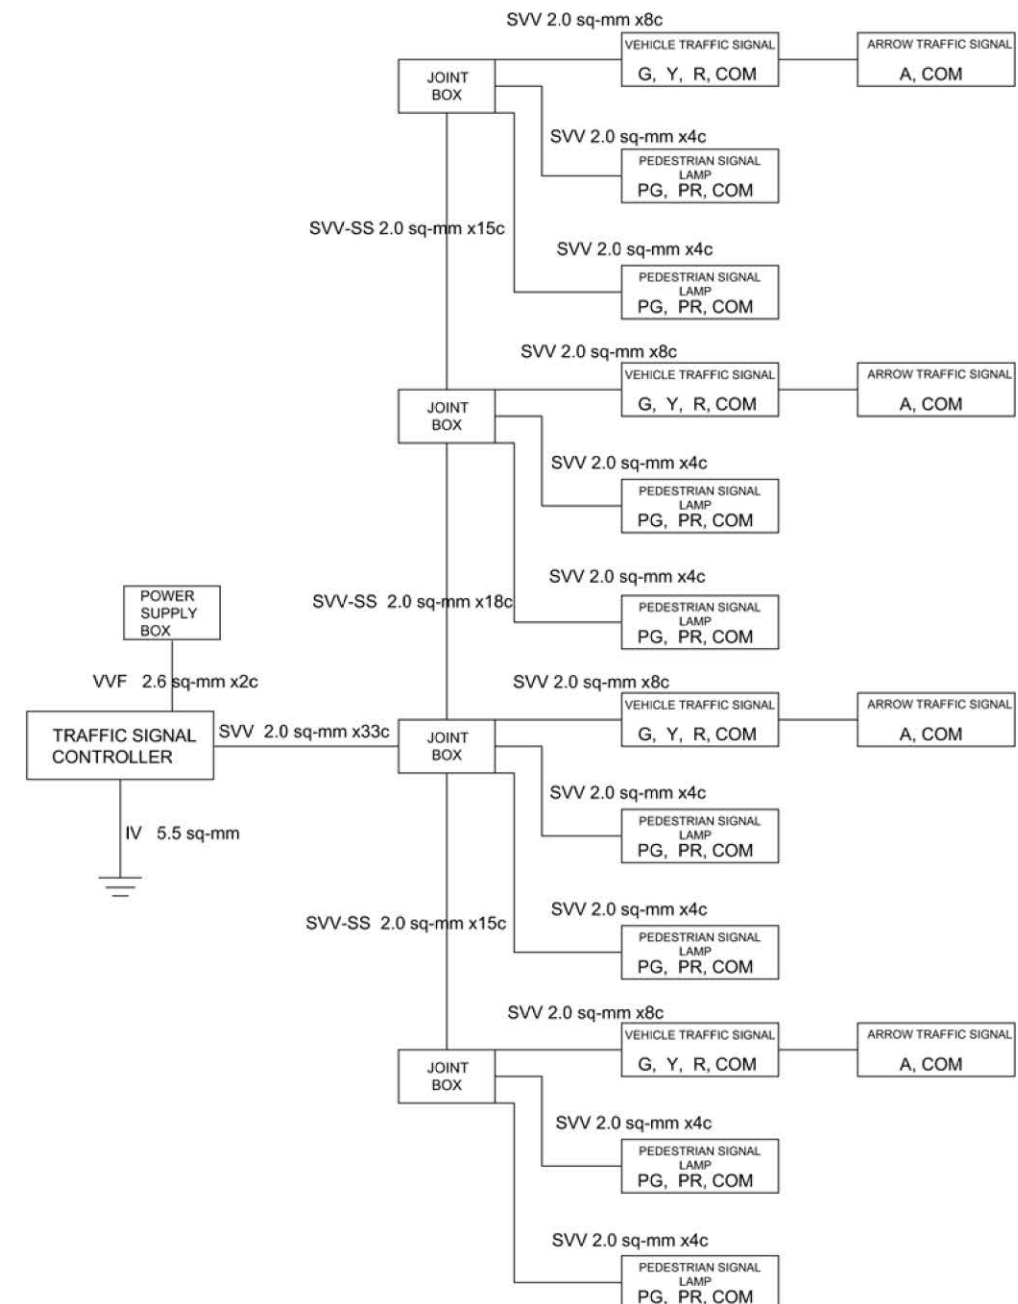 SVV 2.0 sq-mm x8c
VEHICLE TRAFFIC SIGNAL
G, Y, R, COM
ARROW TRAFFIC SIGNAL
A, COM
JOINT
BOX
SVV 2.0 sq-mm x4c
PEDESTRIAN SIGNAL
LAMP
PG, PR, COM
SVV-SS 2.0 sq-mm x15c
SVV 2.0 sq-mm x4c
PEDESTRIAN SIGNAL
LAMP
PG, PR, COM
SVV 2.0 sq-mm x8c
VEHICLE TRAFFIC SIGNAL
G, Y, R, COM
ARROW TRAFFIC SIGNAL
A, COM
JOINT
BOX
SVV 2.0 sq-mm x4c
PEDESTRIAN SIGNAL
LAMP
PG, PR, COM
SVV 2.0 sq-mm x4c
SVV-SS 2.0 sq-mm x18c
PEDESTRIAN SIGNAL
LAMP
PG, PR, COM
POWER
SUPPLY
BOX
VVF 2.6 sq-mm x2c
SVV 2.0 sq-mm x8c
VEHICLE TRAFFIC SIGNAL
G, Y, R, COM
ARROW TRAFFIC SIGNAL
A, COM
TRAFFIC SIGNAL
CONTROLLER
SVV 2.0 sq-mm x33c
JOINT
BOX
SVV 2.0 sq-mm x4c
PEDESTRIAN SIGNAL
LAMP
PG, PR, COM
IV 5.5 sq-mm
SVV 2.0 sq-mm x4c
SVV-SS 2.0 sq-mm x15c
PEDESTRIAN SIGNAL
LAMP
PG, PR, COM
SVV 2.0 sq-mm x8c
VEHICLE TRAFFIC SIGNAL
G, Y, R, COM
ARROW TRAFFIC SIGNAL
A, COM
JOINT
BOX
SVV 2.0 sq-mm x4c
PEDESTRIAN SIGNAL
LAMP
PG, PR, COM
SVV 2.0 sq-mm x4c
PEDESTRIAN SIGNAL
LAMP
PG, PR, COM